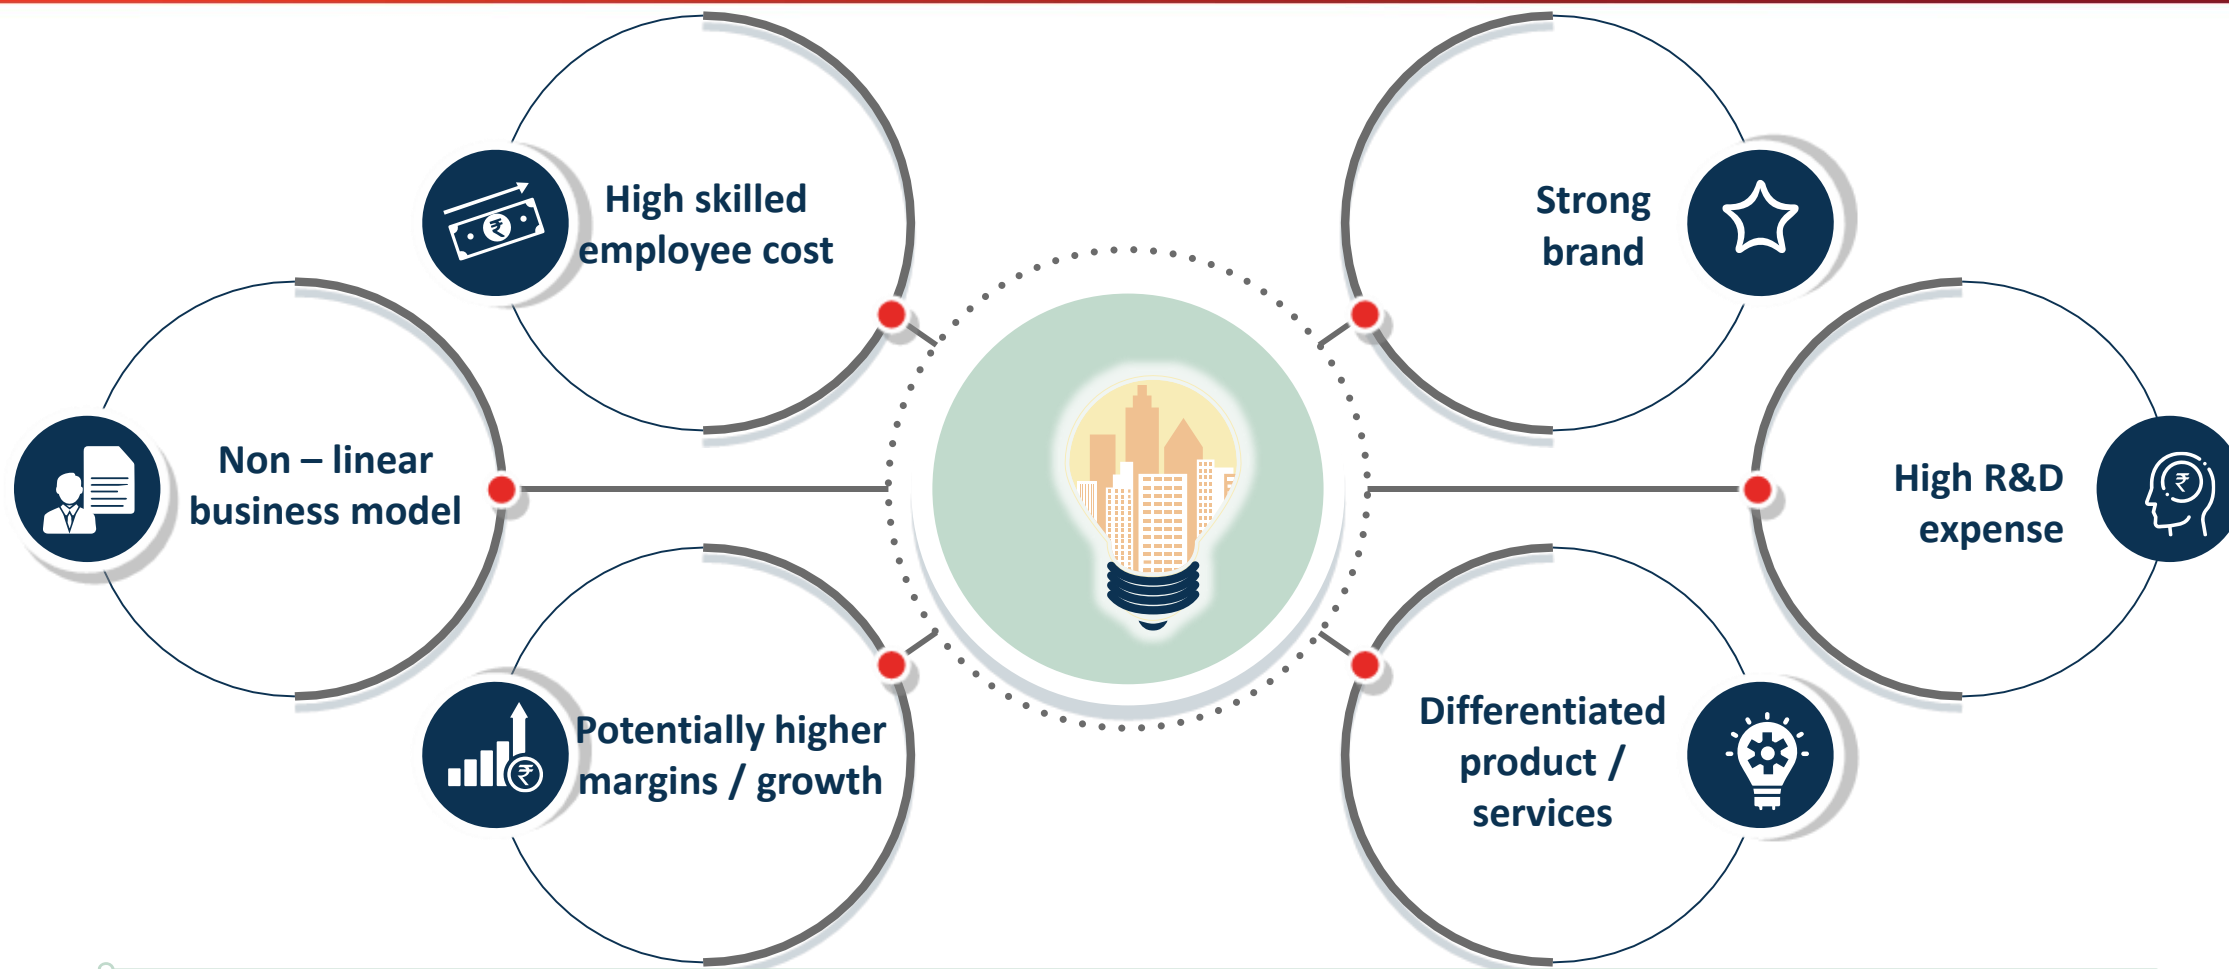 High skilled
employee cost
Strong
brand
Non – linear
business model
High R&D
expense
Potentially higher
margins / growth
Differentiated
product /
services
₹
₹
₹